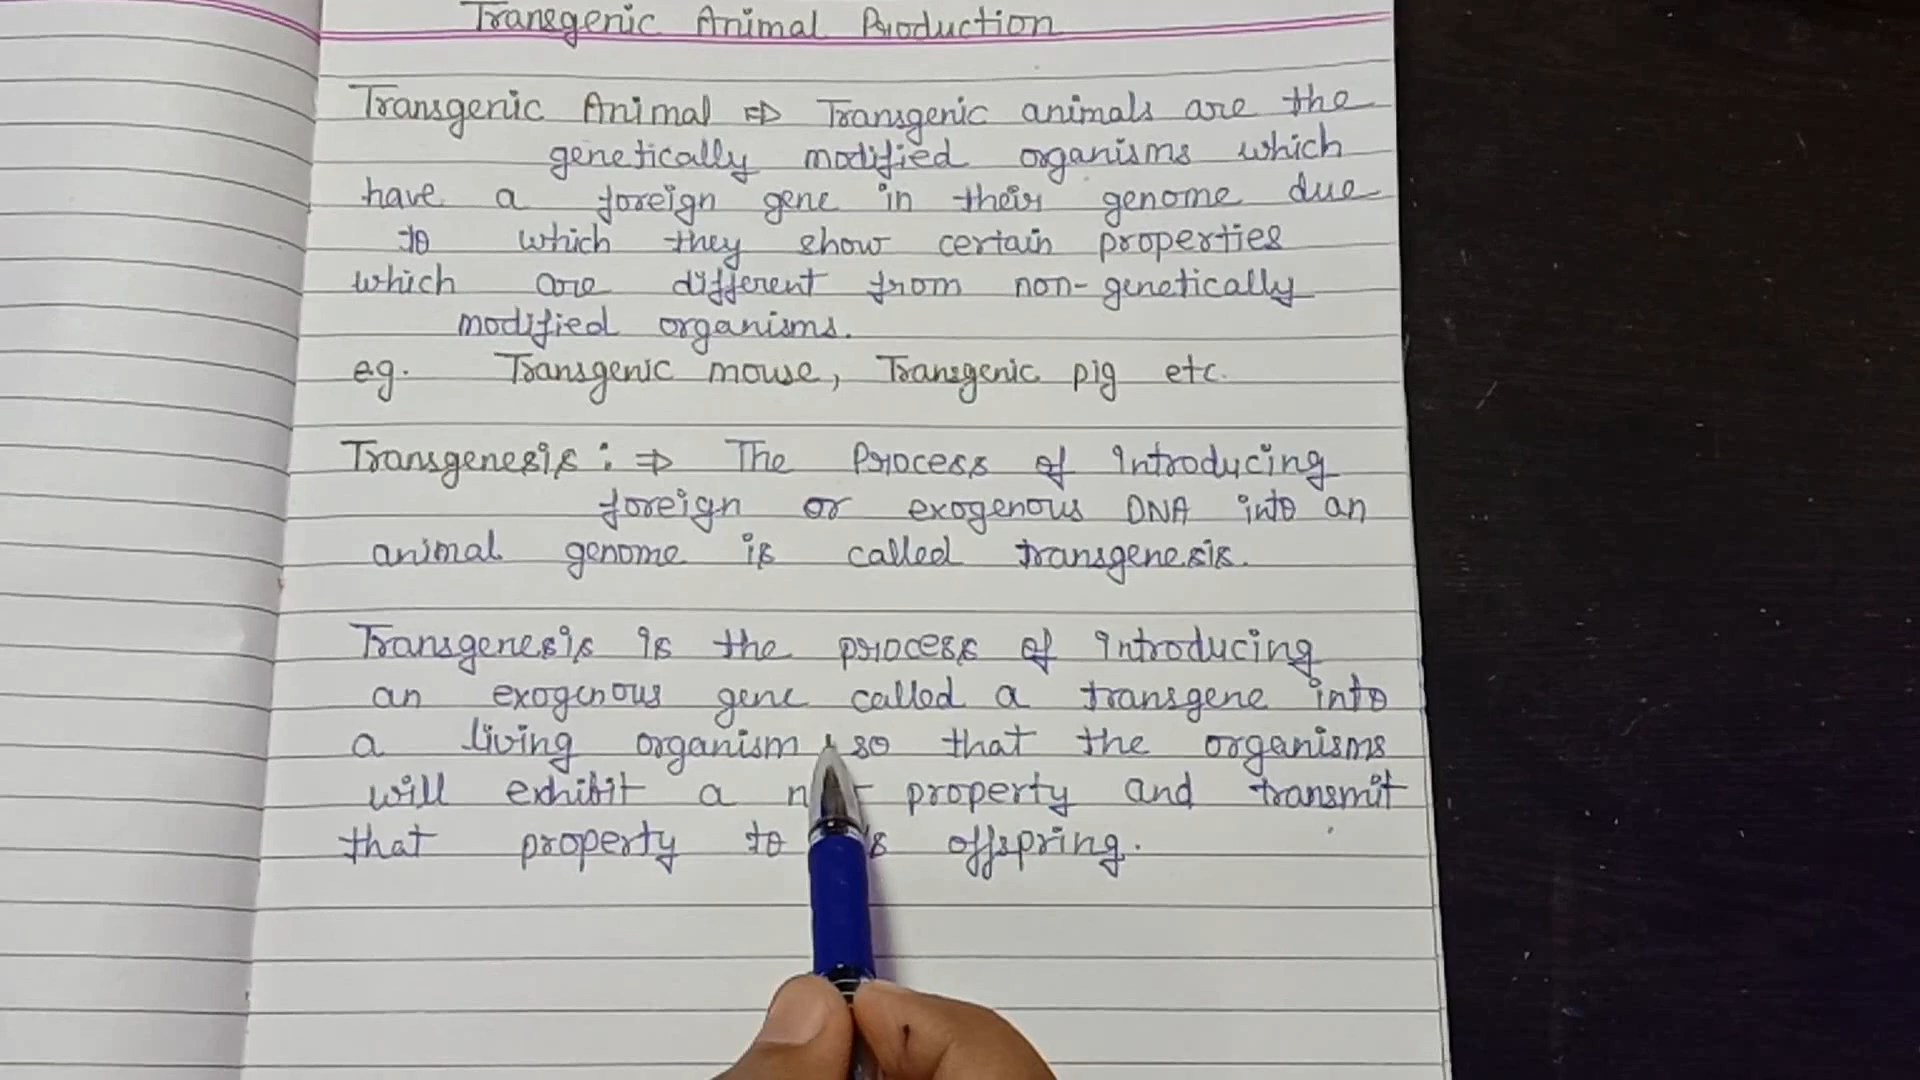 Transgenic Animal Production
Transgenic Animal ⇒ Transgenic animals are the
genetically modified organisms which
have a foreign gene in their genome due
to which they show certain properties
which are different from non-genetically
modified organisms.
eg. Transgenic mouse, Transgenic pig etc.
Transgenesis : ⇒ The Process of introducing
foreign or exogenous DNA into an
animal genome is called transgenesis.
Transgenesis is the process of introducing
an exogenous gene called a transgene into
a living organism so that the organisms
will exhibit a property and transmit
that property to offspring.